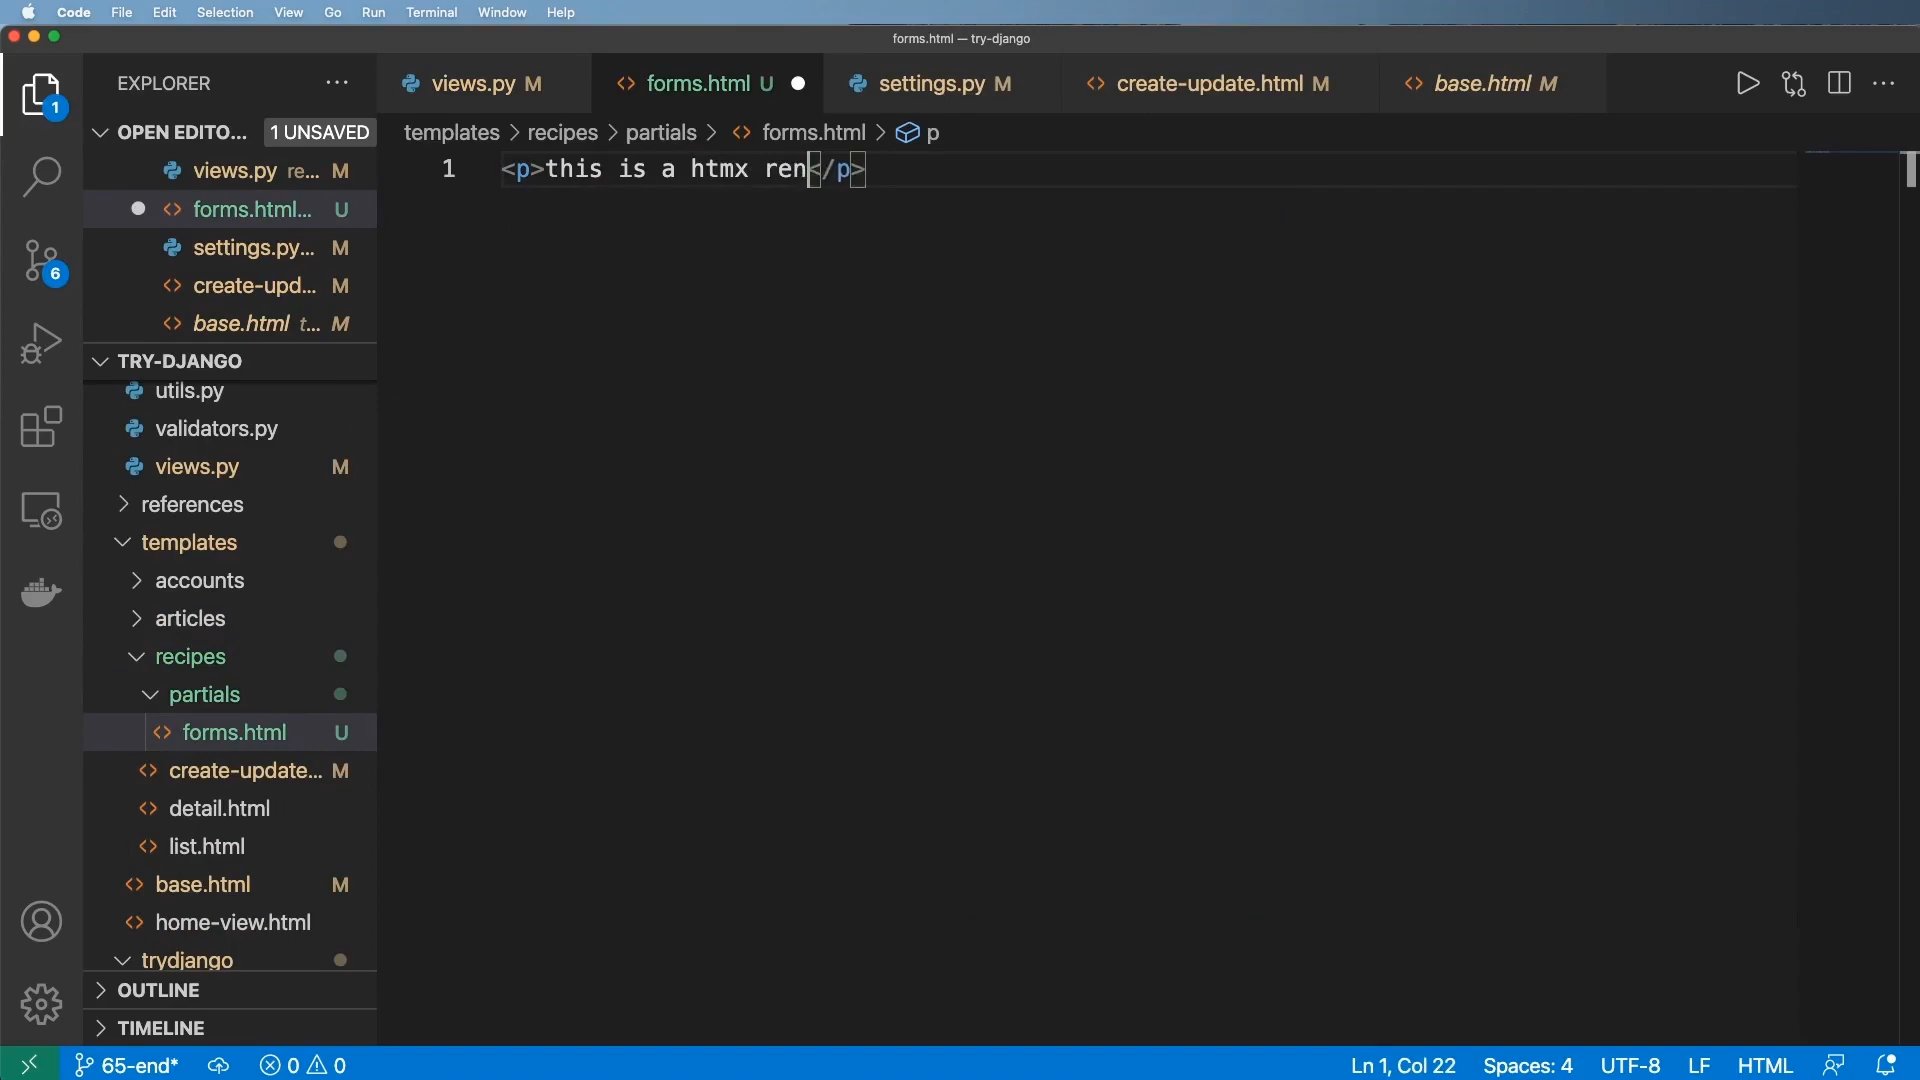 Code File Edit Selection View Go Run Terminal Window Help
forms.html — try-django
EXPLORER
views.py M
forms.html U
settings.py M
create-update.html M
base.html M
OPEN EDITO... 1 UNSAVED
templates recipes partials forms.html p
views.py re... M
1 <p>this is a htmx ren</p>
forms.html... U
settings.py... M
create-upd... M
base.html t... M
TRY-DJANGO
utils.py
validators.py
views.py M
references
templates
accounts
articles
recipes
partials
forms.html U
create-update... M
detail.html
list.html
base.html M
home-view.html
trydjango
OUTLINE
TIMELINE
1
6
65-end* 0 0 Ln 1, Col 22 Spaces: 4 UTF-8 LF HTML